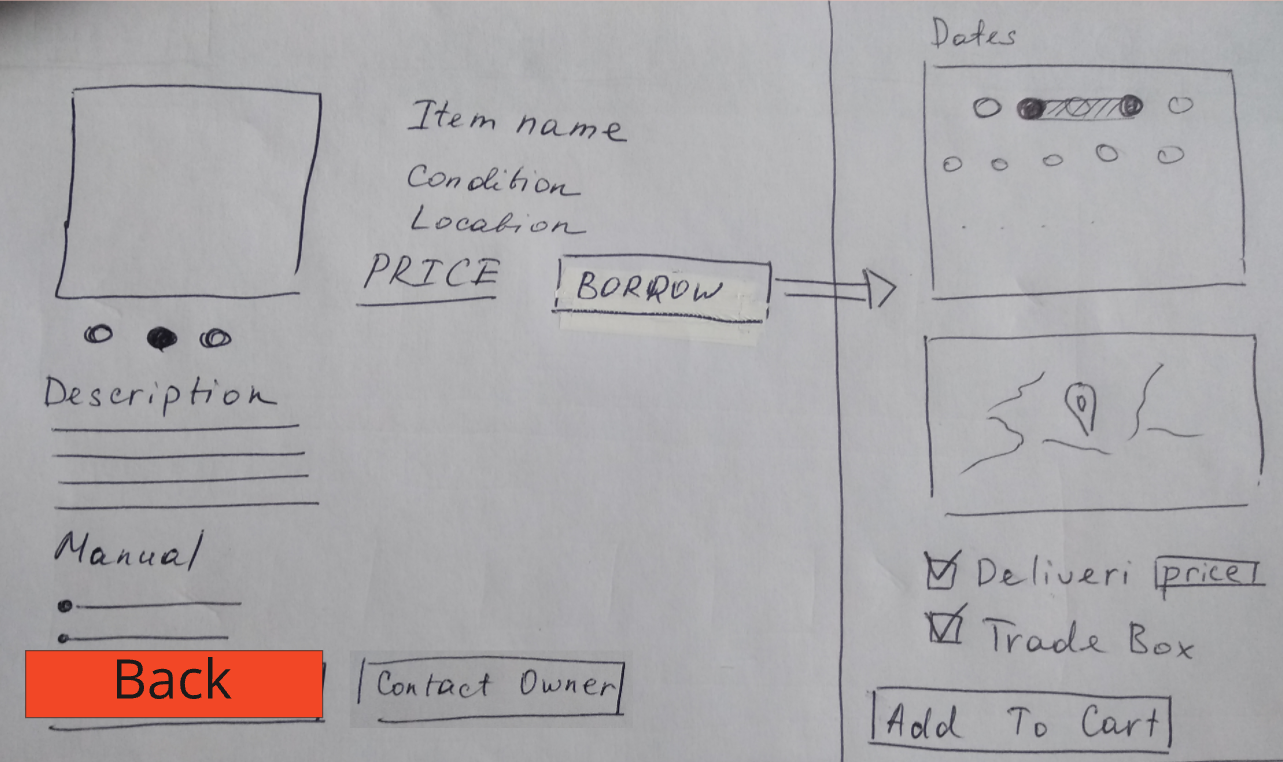 Item name
Condition
Location
PRICE
BORROW
Description
Manual
Back
Contact Owner
Dates
Deliveri price
Trade Box
Add To Cart